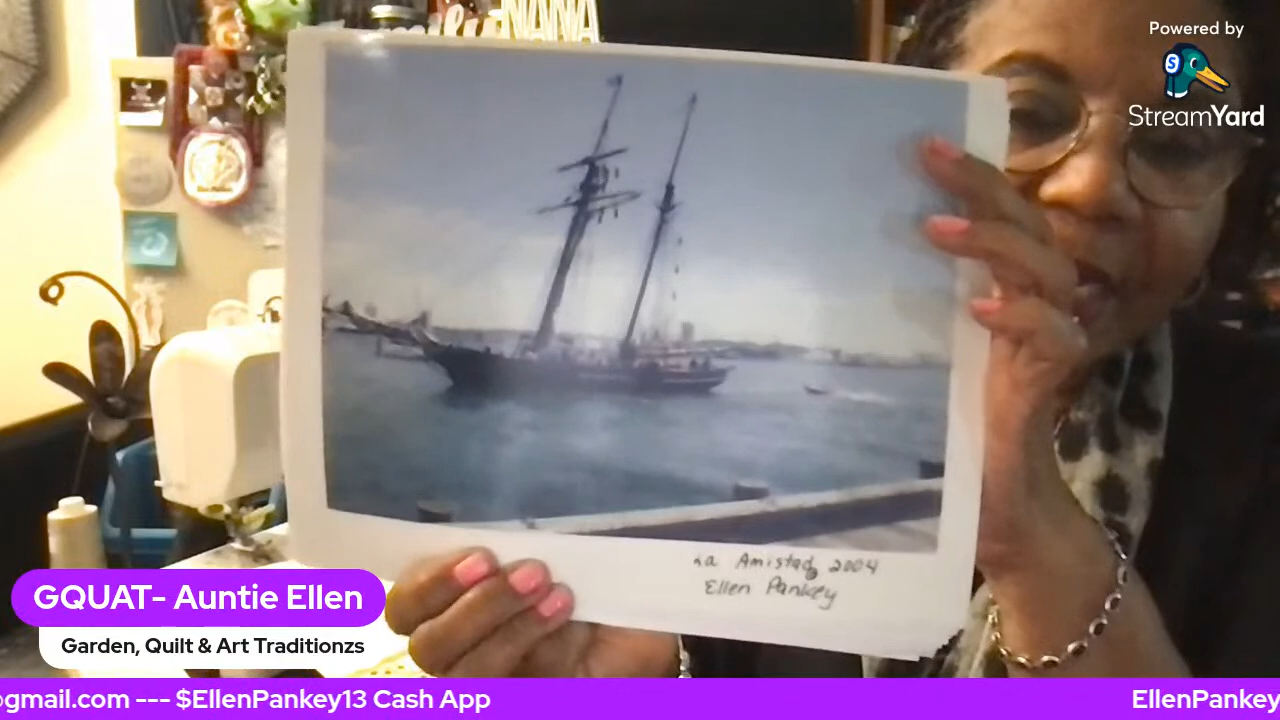 NANA
Powered by
StreamYard
La Amistad 2004
Ellen Pankey
GQUAT- Auntie Ellen
Garden, Quilt & Art Traditionzs
@gmail.com --- $EllenPankey13 Cash App
EllenPankey